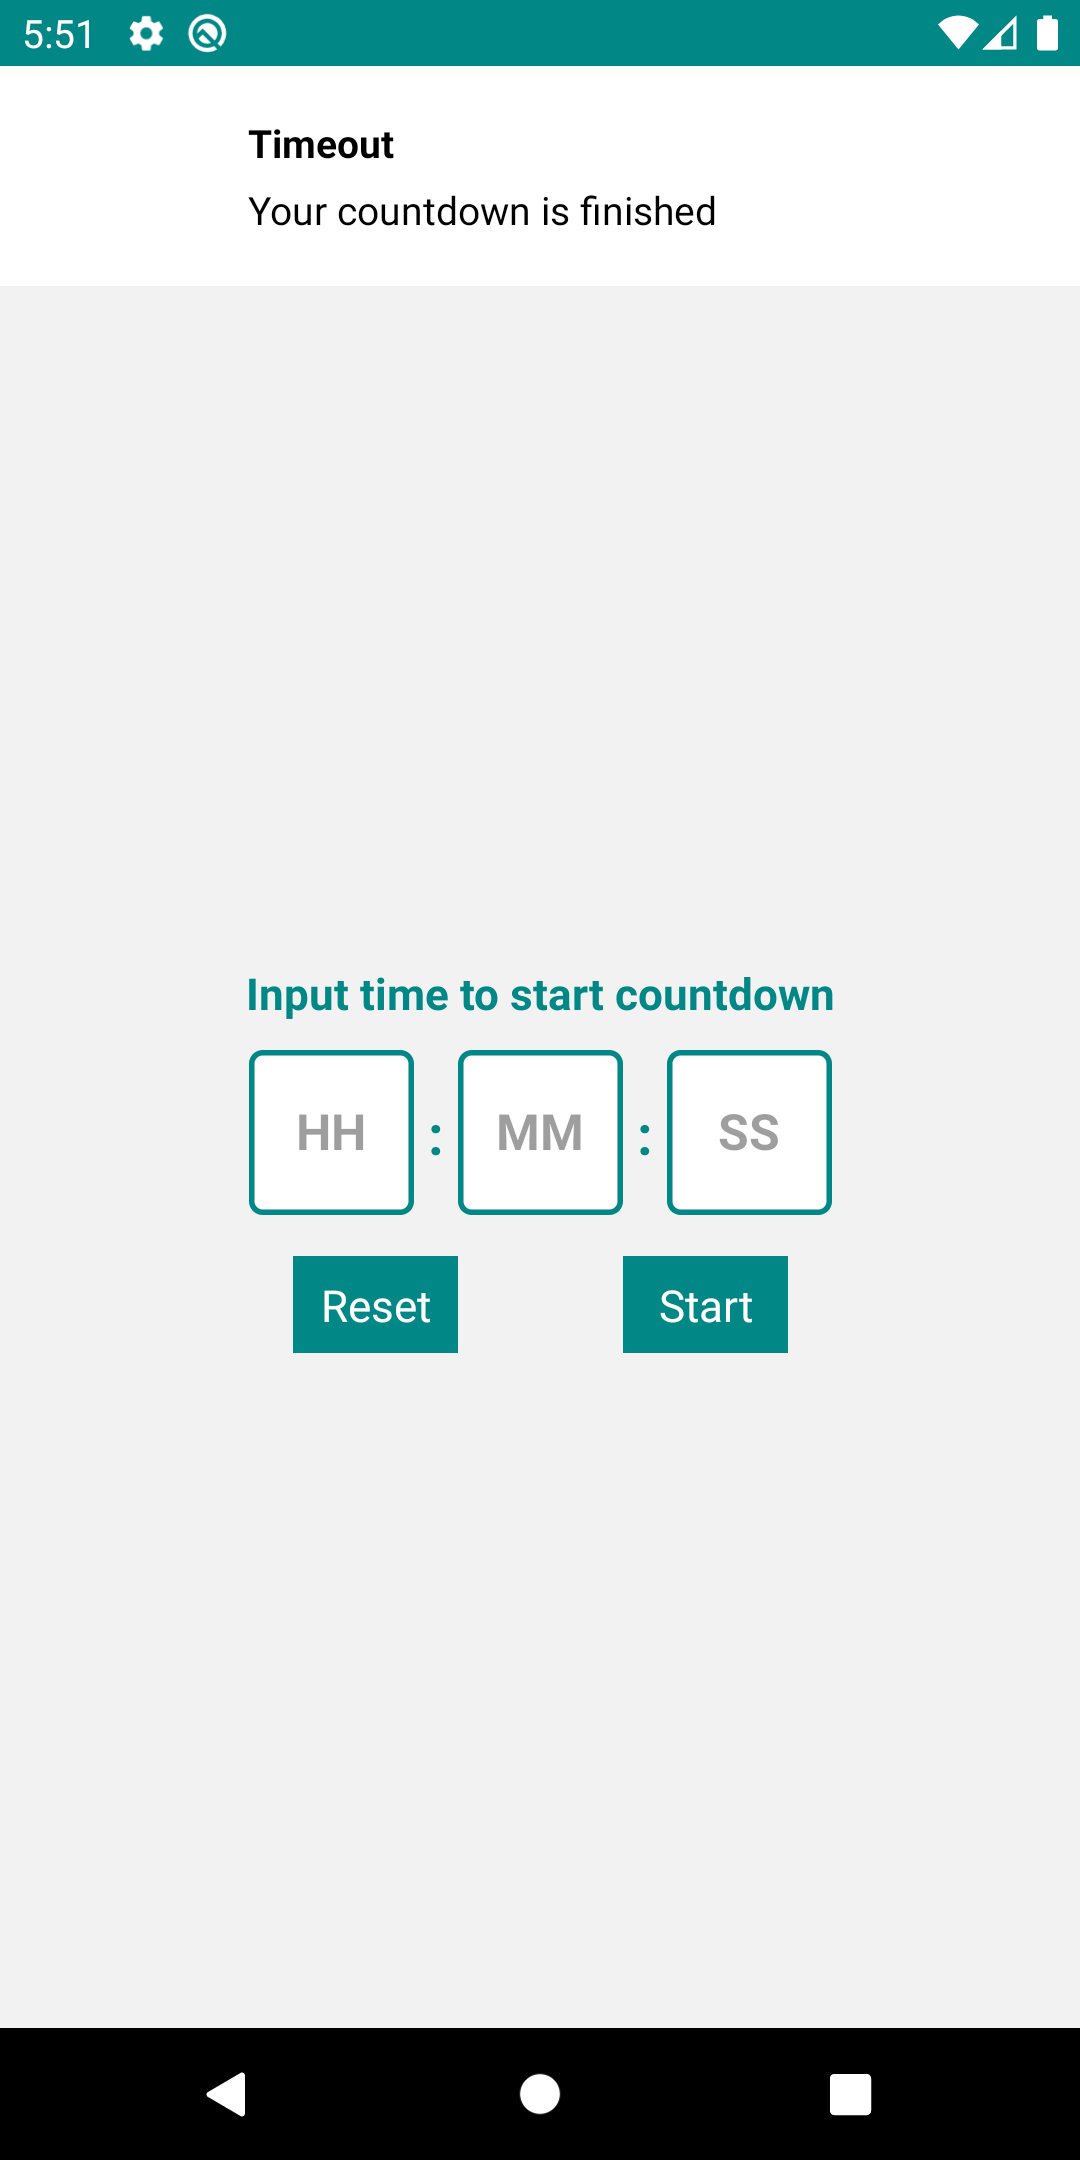 5:51
Timeout
Your countdown is finished
Input time to start countdown
HH : MM : SS
Reset Start